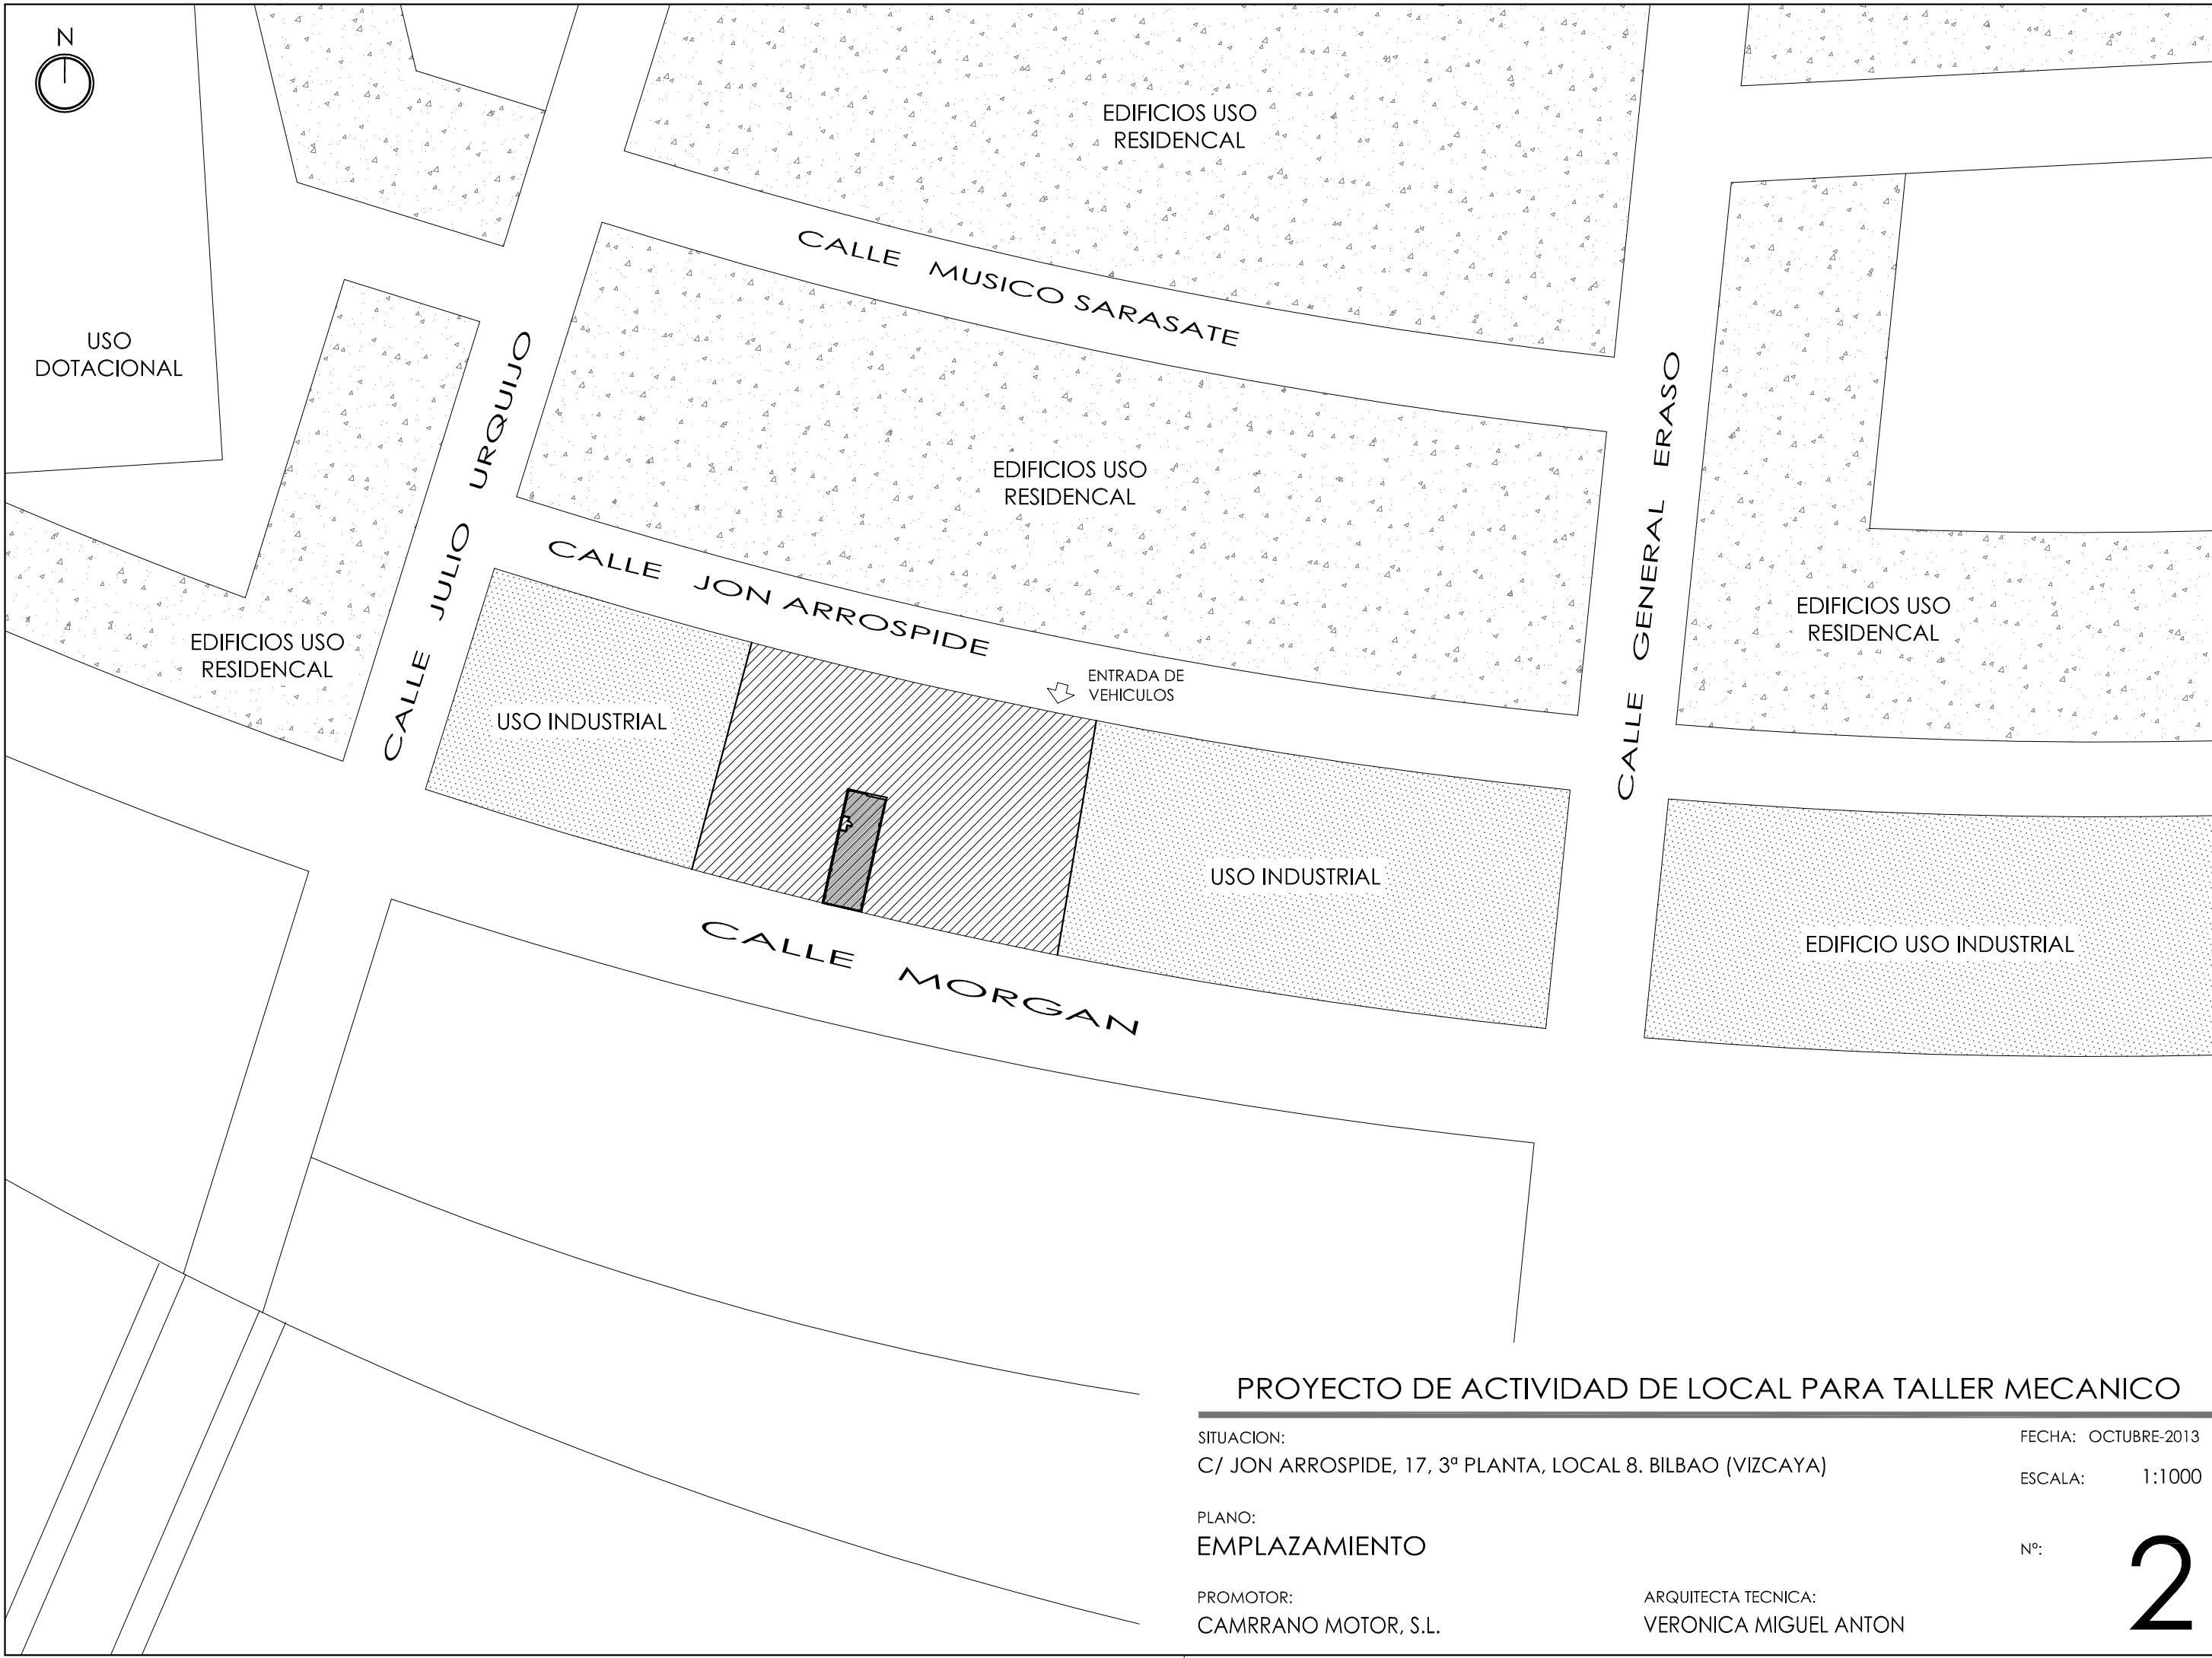 N
EDIFICIOS USO
RESIDENCAL
CALLE MUSICO SARASATE
USO
DOTACIONAL
CALLE JULIO URQUIJO
CALLE GENERAL ERASO
EDIFICIOS USO
RESIDENCAL
CALLE JON ARROSPIDE
EDIFICIOS USO
RESIDENCAL
EDIFICIOS USO
RESIDENCAL
ENTRADA DE
VEHICULOS
USO INDUSTRIAL
USO INDUSTRIAL
EDIFICIO USO INDUSTRIAL
CALLE MORGAN
PROYECTO DE ACTIVIDAD DE LOCAL PARA TALLER MECANICO
SITUACION:
C/ JON ARROSPIDE, 17, 3ª PLANTA, LOCAL 8. BILBAO (VIZCAYA)
FECHA: OCTUBRE-2013
ESCALA: 1:1000
PLANO:
EMPLAZAMIENTO
Nº: 2
PROMOTOR:
CAMRRANO MOTOR, S.L.
ARQUITECTA TECNICA:
VERONICA MIGUEL ANTON